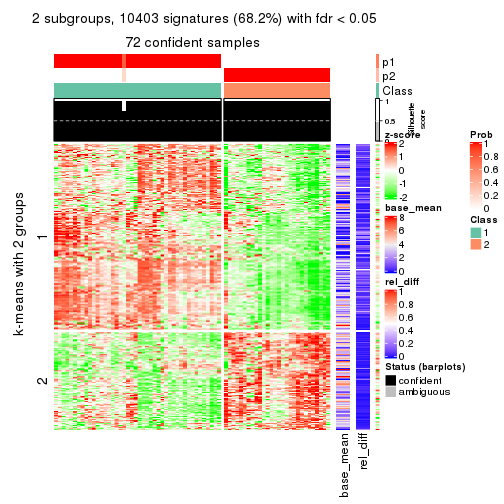 2 subgroups, 10403 signatures (68.2%) with fdr < 0.05
72 confident samples
p1
p2
Class
1
0.5
0
Silhouette
score
k-means with 2 groups
1
2
base_mean
rel_diff
z-score
2
1
0
-1
-2
base_mean
8
6
4
2
0
rel_diff
1
0.8
0.6
0.4
0.2
0
Status (barplots)
confident
ambiguous
Prob
1
0.8
0.6
0.4
0.2
0
Class
1
2